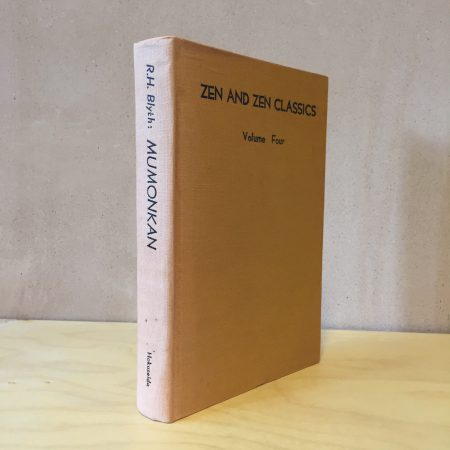 ZEN AND ZEN CLASSICS
Volume Four
R.H. Blyth: MUMONKAN
Hokuseido